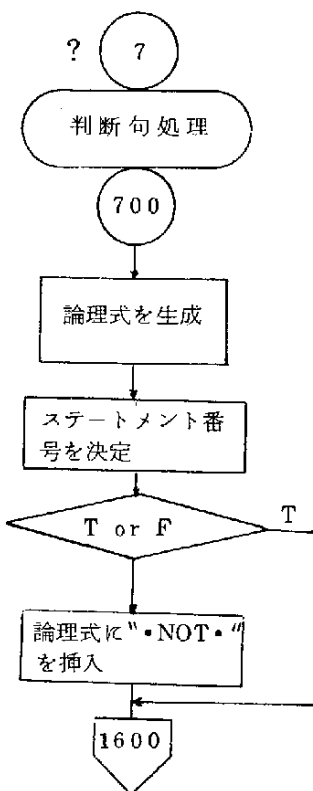 ? 7
判断句処理
700
論理式を生成
ステートメント番
号を決定
T or F
T
論理式に"・NOT・"
を挿入
1600